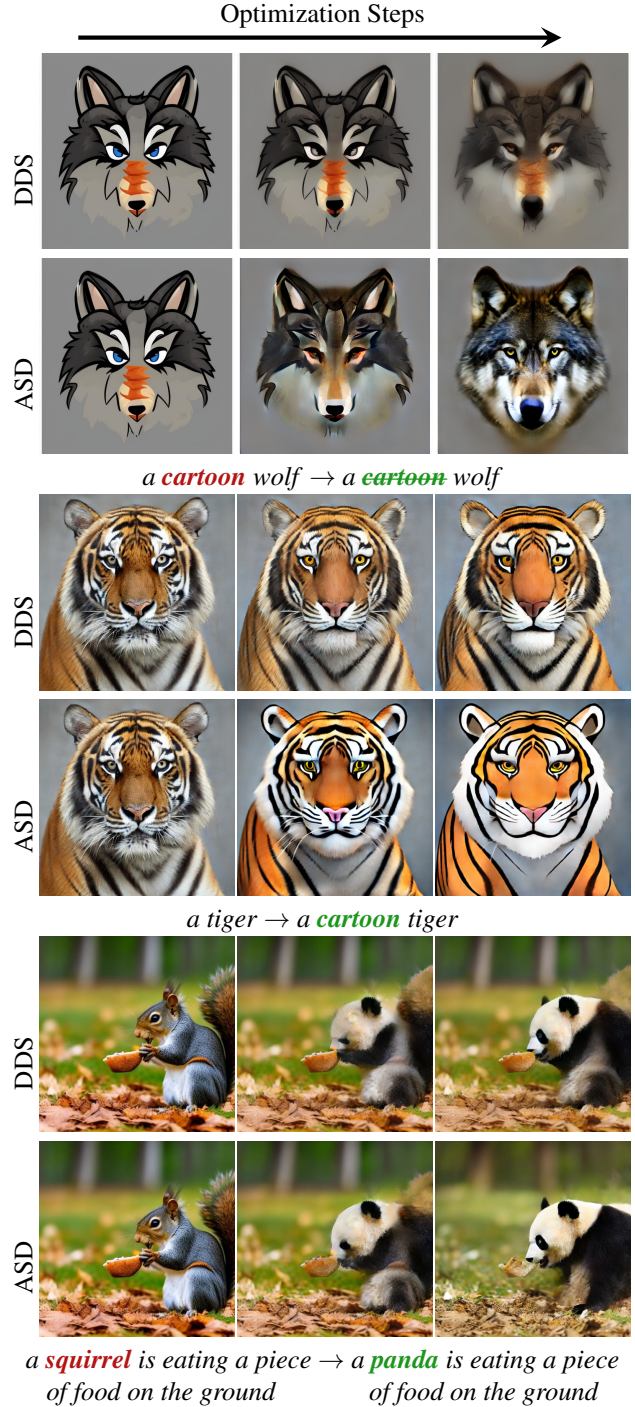 Optimization Steps
DDS
ASD
a cartoon wolf → a cartoon wolf
DDS
ASD
a tiger → a cartoon tiger
DDS
ASD
a squirrel is eating a piece → a panda is eating a piece
of food on the ground of food on the ground